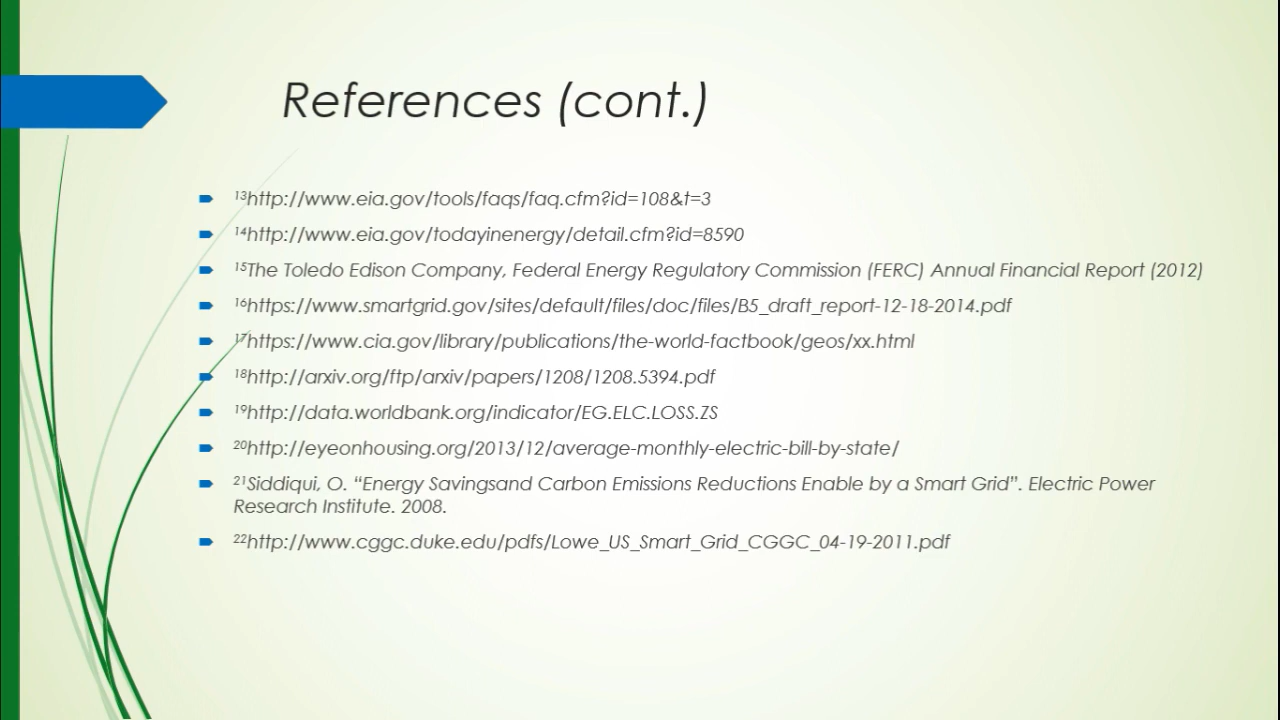 References (cont.)
¹³http://www.eia.gov/tools/faqs/faq.cfm?id=108&t=3
¹⁴http://www.eia.gov/todayinenergy/detail.cfm?id=8590
¹⁵The Toledo Edison Company, Federal Energy Regulatory Commission (FERC) Annual Financial Report (2012)
¹⁶https://www.smartgrid.gov/sites/default/files/doc/files/B5_draft_report-12-18-2014.pdf
¹⁷https://www.cia.gov/library/publications/the-world-factbook/geos/xx.html
¹⁸http://arxiv.org/ftp/arxiv/papers/1208/1208.5394.pdf
¹⁹http://data.worldbank.org/indicator/EG.ELC.LOSS.ZS
²⁰http://eyeonhousing.org/2013/12/average-monthly-electric-bill-by-state/
²¹Siddiqui, O. “Energy Savingsand Carbon Emissions Reductions Enable by a Smart Grid”. Electric Power
Research Institute. 2008.
²²http://www.cggc.duke.edu/pdfs/Lowe_US_Smart_Grid_CGGC_04-19-2011.pdf